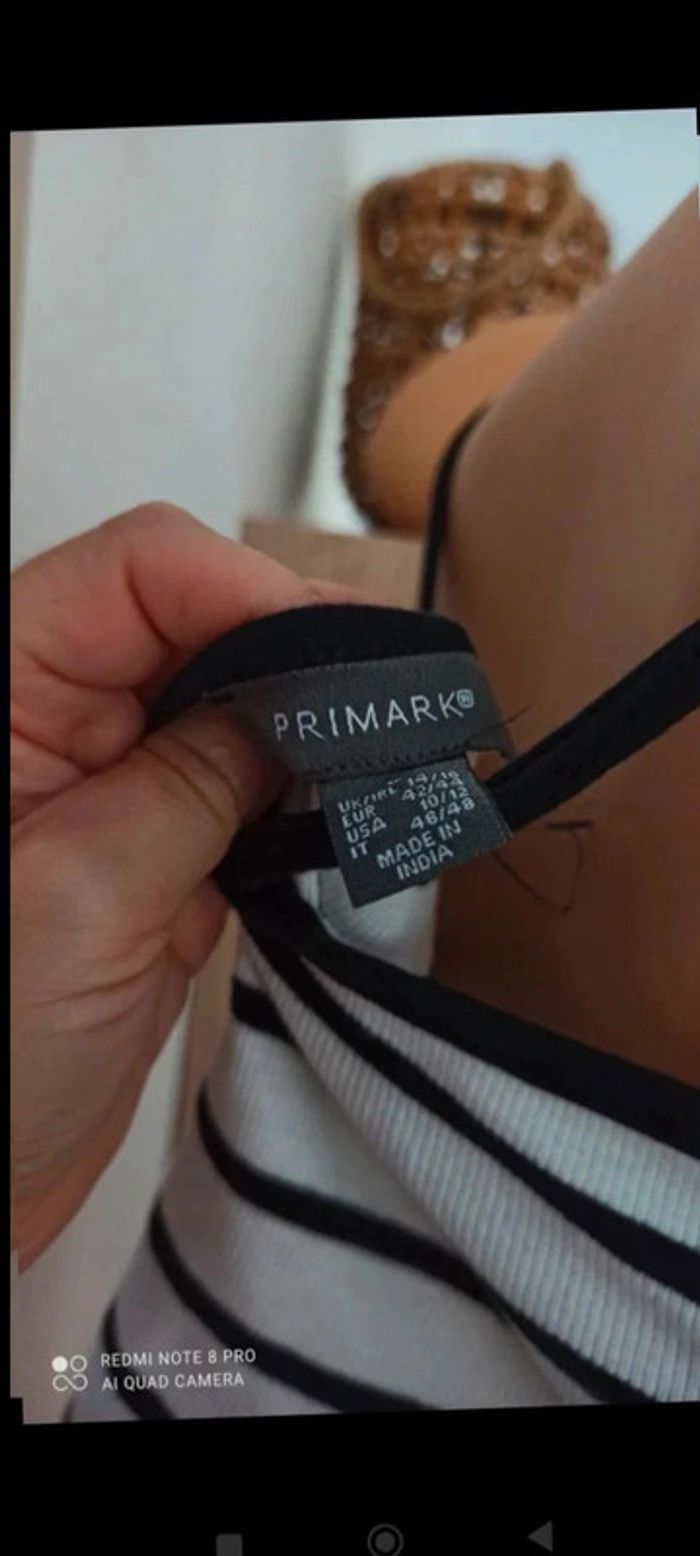 PRIMARK
UK/IRE 14/16
EUR 42/44
USA 10/12
IT 46/48
MADE IN
INDIA
REDMI NOTE 8 PRO
AI QUAD CAMERA